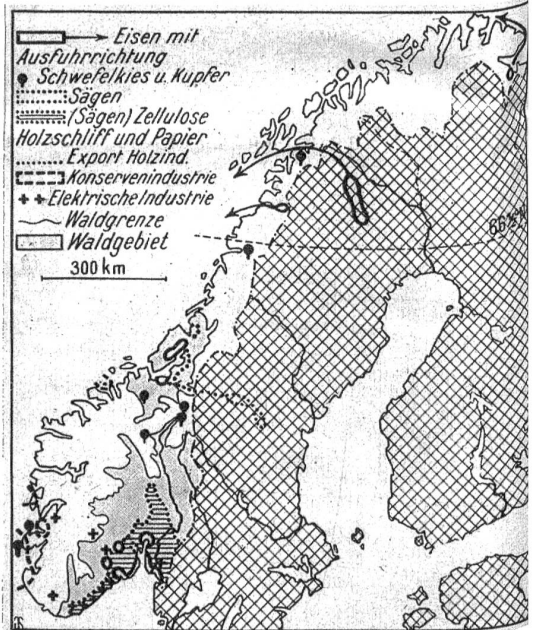 Eisen mit
Ausfuhrrichtung
Schwefelkies u. Kupfer
Sägen
(Sägen) Zellulose
Holzschliff und Papier
Export Holzind.
Konservenindustrie
Elektrische Industrie
Waldgrenze
Waldgebiet
300 km
66½°